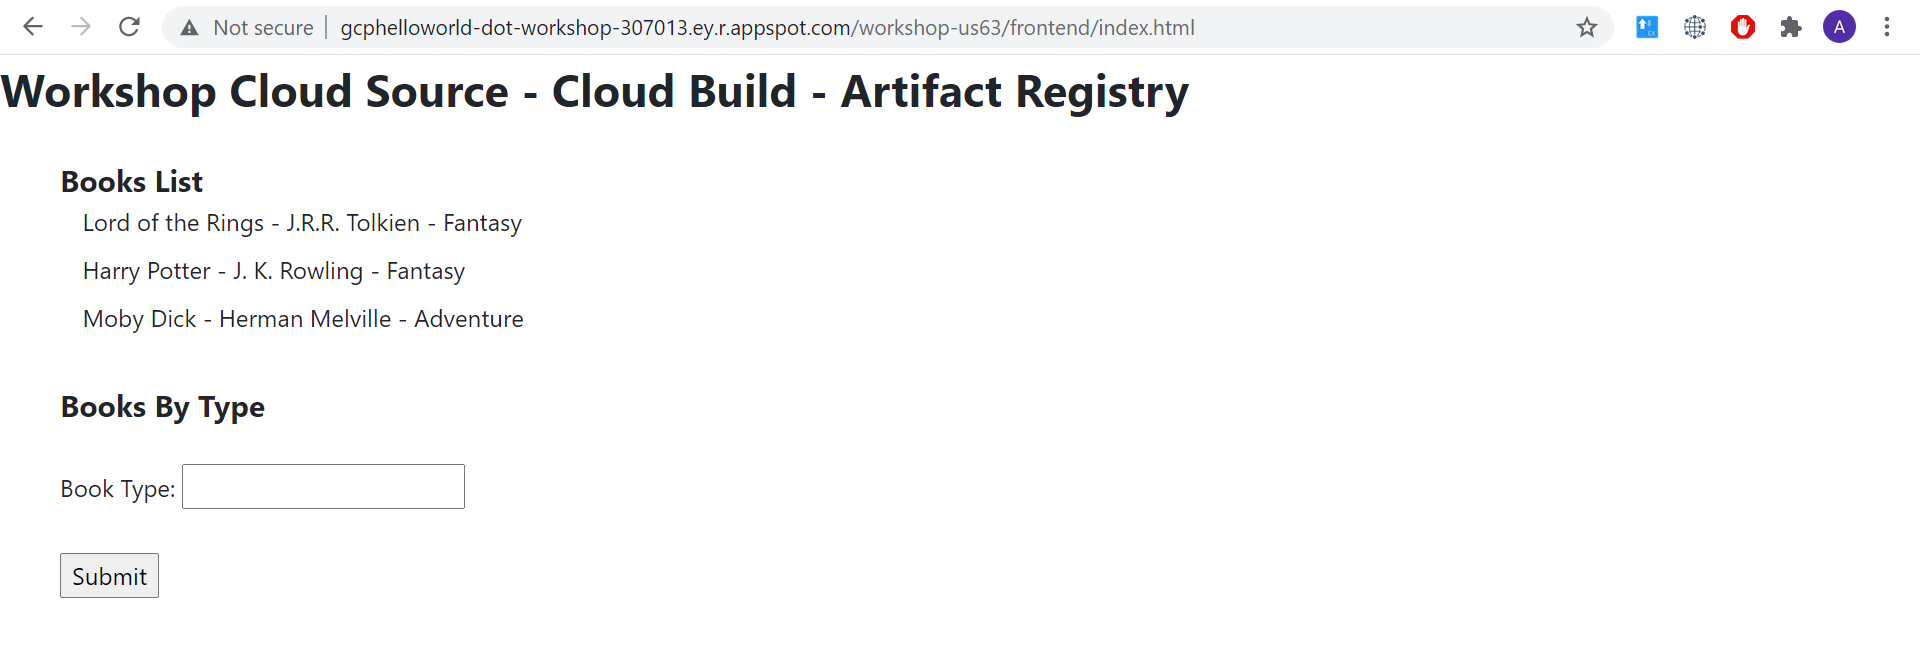 Not secure | gcphelloworld-dot-workshop-307013.ey.r.appspot.com/workshop-us63/frontend/index.html
A
Workshop Cloud Source - Cloud Build - Artifact Registry
Books List
Lord of the Rings - J.R.R. Tolkien - Fantasy
Harry Potter - J. K. Rowling - Fantasy
Moby Dick - Herman Melville - Adventure
Books By Type
Book Type:
Submit